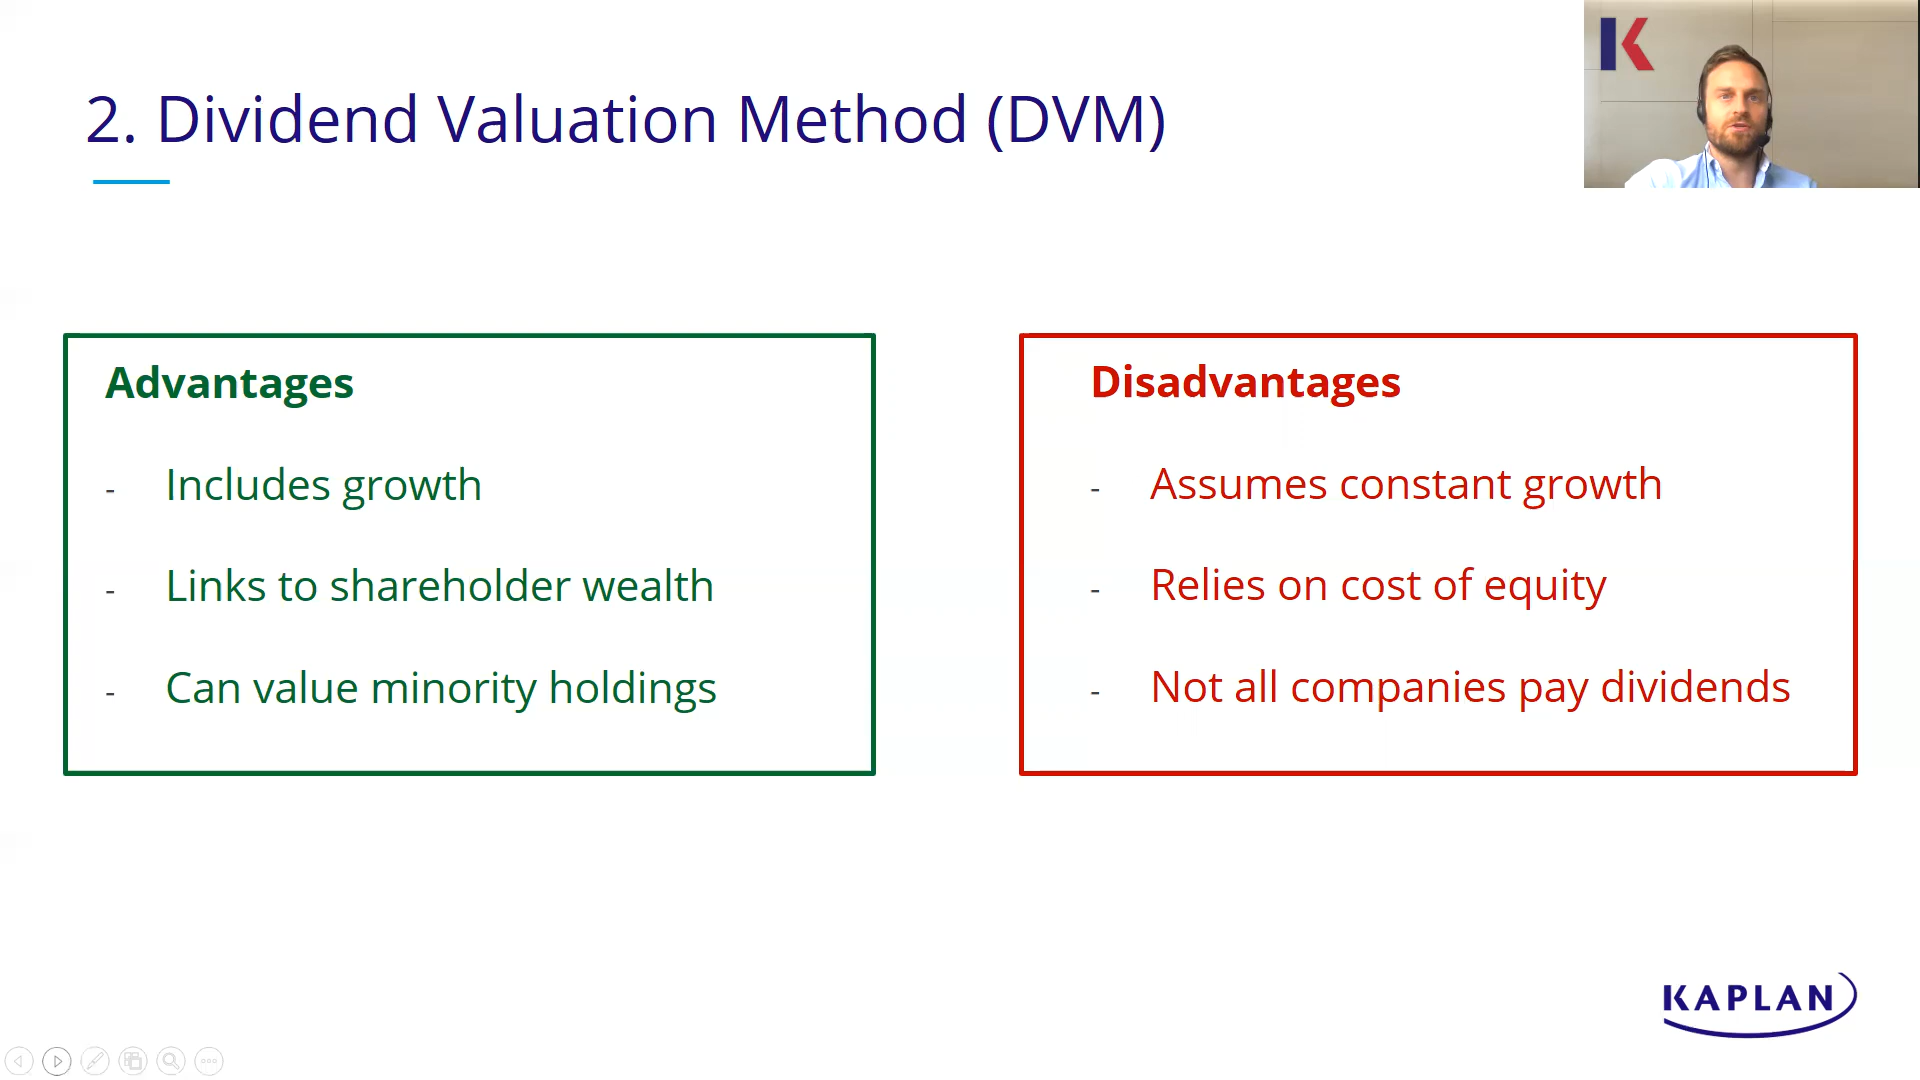 2. Dividend Valuation Method (DVM)
K
Advantages
- Includes growth
- Links to shareholder wealth
- Can value minority holdings
Disadvantages
- Assumes constant growth
- Relies on cost of equity
- Not all companies pay dividends
KAPLAN